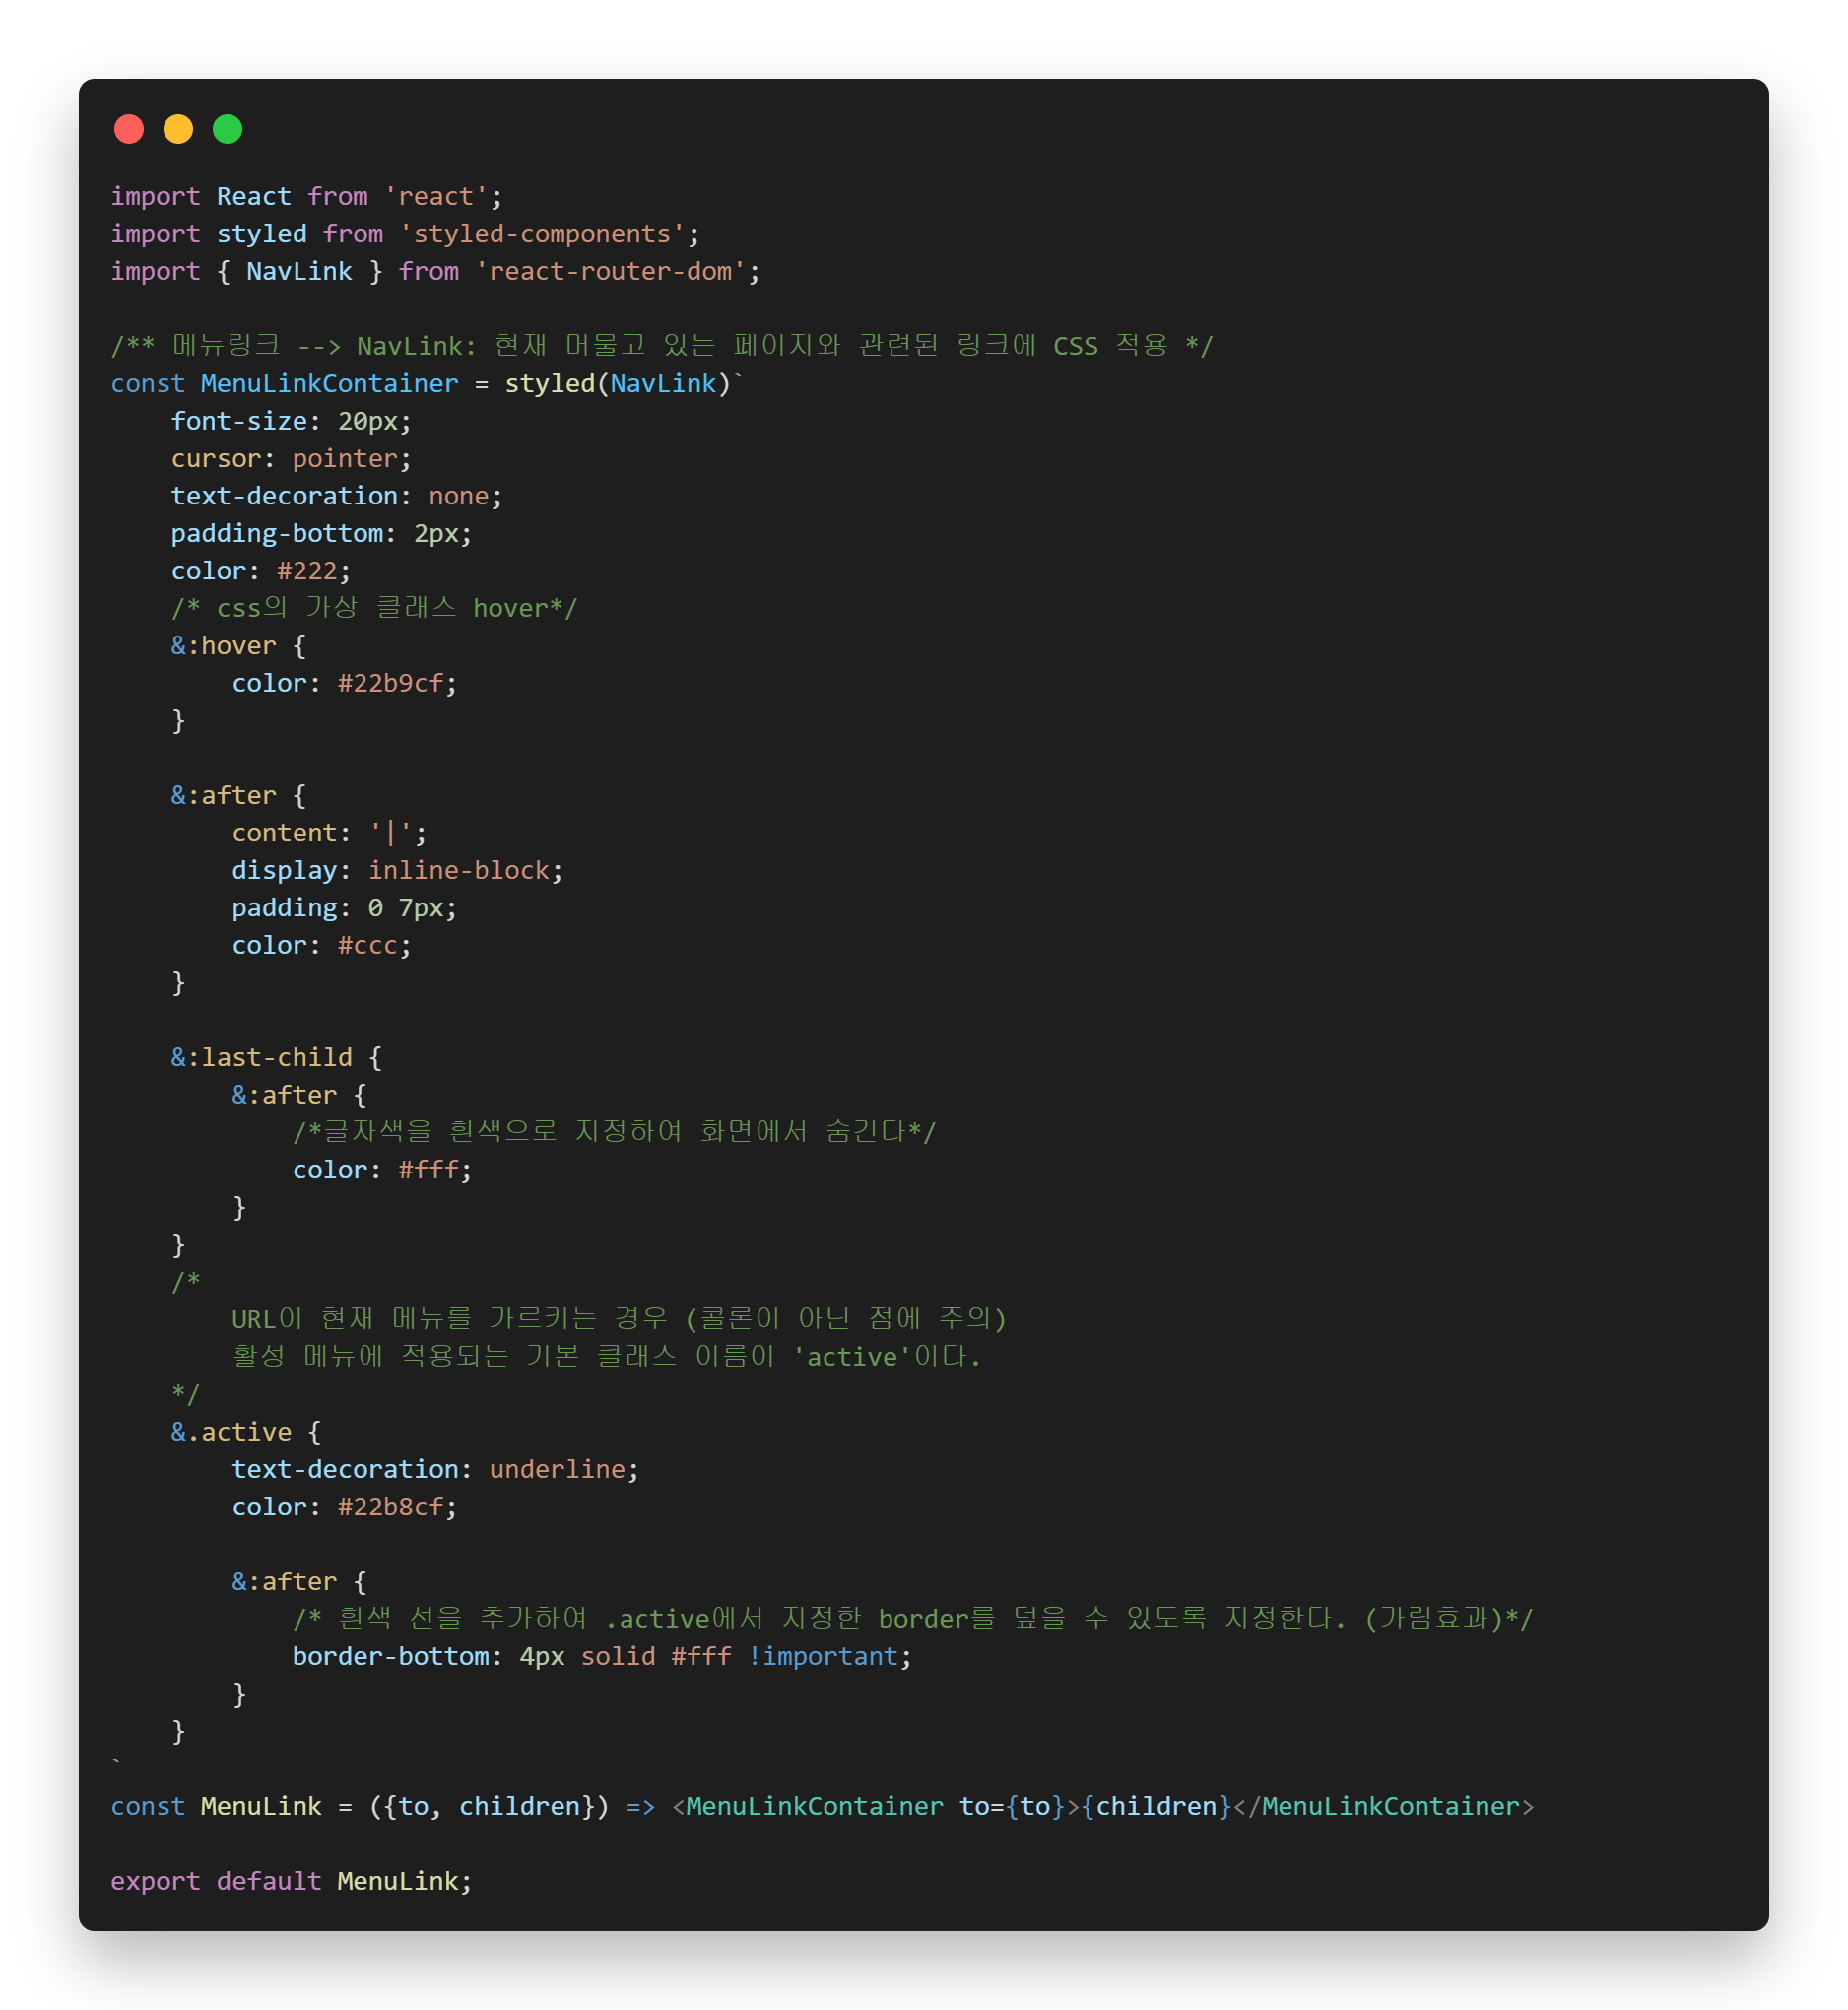 import React from 'react';
import styled from 'styled-components';
import { NavLink } from 'react-router-dom';

/** 메뉴링크 --> NavLink: 현재 머물고 있는 페이지와 관련된 링크에 CSS 적용 */
const MenuLinkContainer = styled(NavLink)`
    font-size: 20px;
    cursor: pointer;
    text-decoration: none;
    padding-bottom: 2px;
    color: #222;
    /* css의 가상 클래스 hover*/
    &:hover {
        color: #22b9cf;
    }

    &:after {
        content: '|';
        display: inline-block;
        padding: 0 7px;
        color: #ccc;
    }

    &:last-child {
        &:after {
            /*글자색을 흰색으로 지정하여 화면에서 숨긴다*/
            color: #fff;
        }
    }
    /*
        URL이 현재 메뉴를 가르키는 경우 (콜론이 아닌 점에 주의)
        활성 메뉴에 적용되는 기본 클래스 이름이 'active'이다.
    */
    &.active {
        text-decoration: underline;
        color: #22b8cf;

        &:after {
            /* 흰색 선을 추가하여 .active에서 지정한 border를 덮을 수 있도록 지정한다. (가림효과)*/
            border-bottom: 4px solid #fff !important;
        }
    }
`
const MenuLink = ({to, children}) => <MenuLinkContainer to={to}>{children}</MenuLinkContainer>

export default MenuLink;